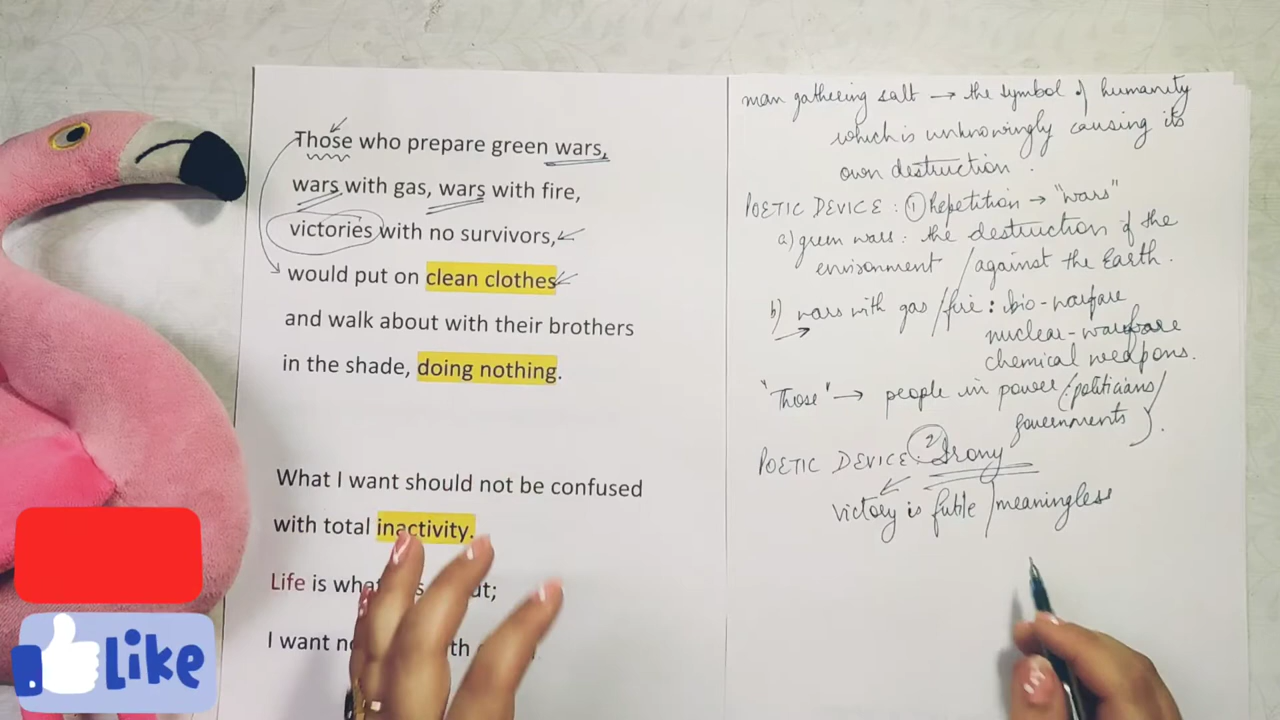 Those who prepare green wars,
wars with gas, wars with fire,
victories with no survivors,
would put on clean clothes
and walk about with their brothers
in the shade, doing nothing.
What I want should not be confused
with total inactivity.
Life is
I want
man gathering salt → the symbol of humanity
which is unknowingly causing its
own destruction.
POETIC DEVICE: ① Repetition → "wars"
a) green wars: the destruction of the
environment / against the Earth.
b) wars with gas / fire: bio-warfare
nuclear-warfare
chemical weapons.
"Those" → people in power (politicians/
governments).
POETIC DEVICE: ② Irony
victory is futile / meaningless
Like